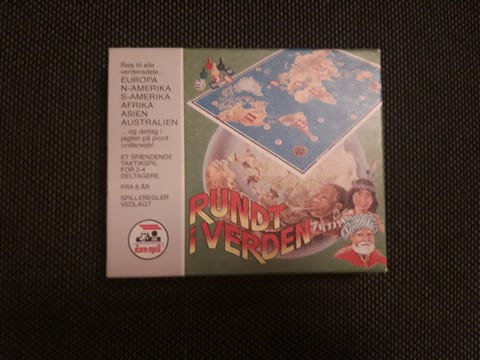 Rejs til alle
verdensdele...
EUROPA
N-AMERIKA
S-AMERIKA
AFRIKA
ASIEN
AUSTRALIEN
...og deltag i
jagten på point
undervejs!
ET SPÆNDENDE
TAKTIKSPIL
FOR 2-4
DELTAGERE
FRA 6 ÅR
SPILLEREGLER
VEDLAGT
danspil
RUNDT
i VERDEN